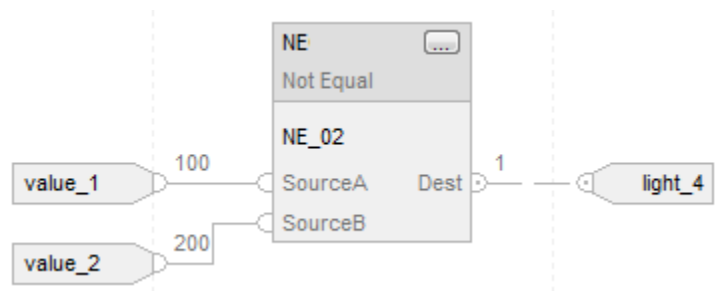 NE
...
Not Equal
NE_02
100
1
value_1
SourceA
Dest
light_4
SourceB
200
value_2